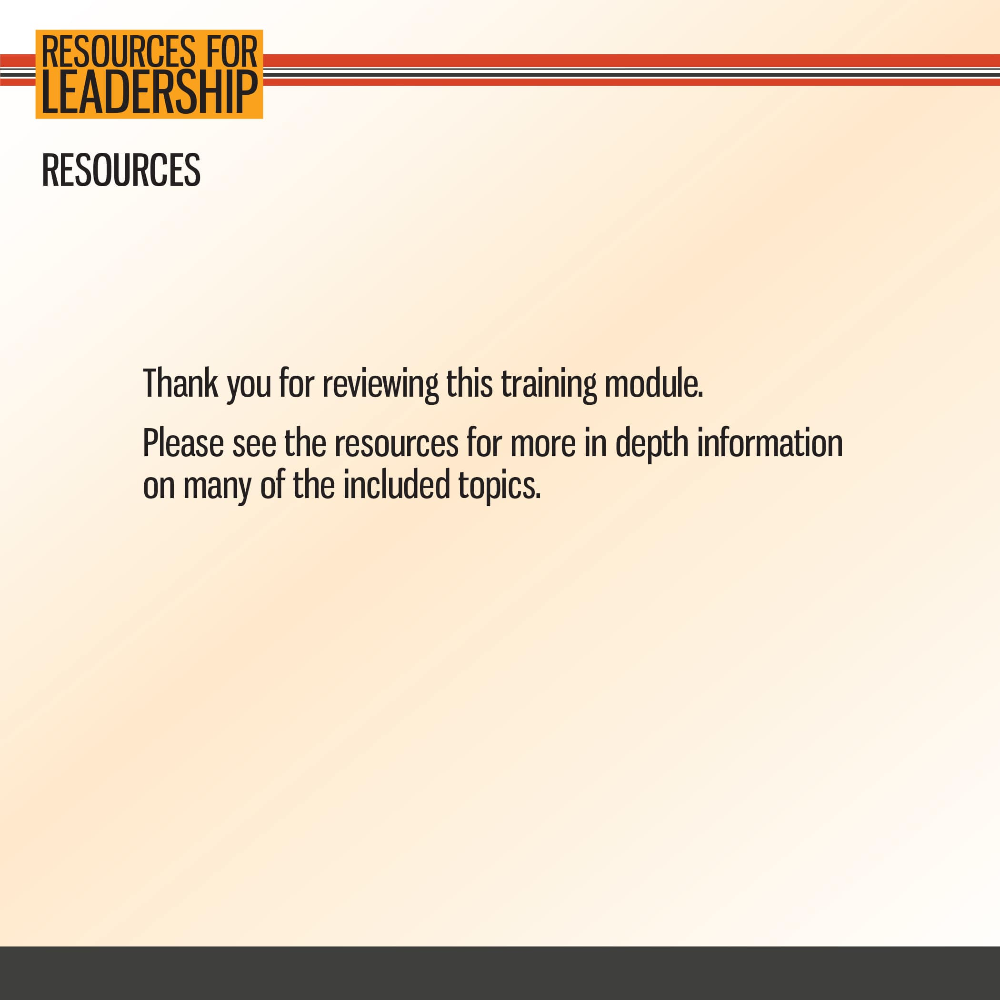 RESOURCES FOR
LEADERSHIP
RESOURCES
Thank you for reviewing this training module.
Please see the resources for more in depth information
on many of the included topics.